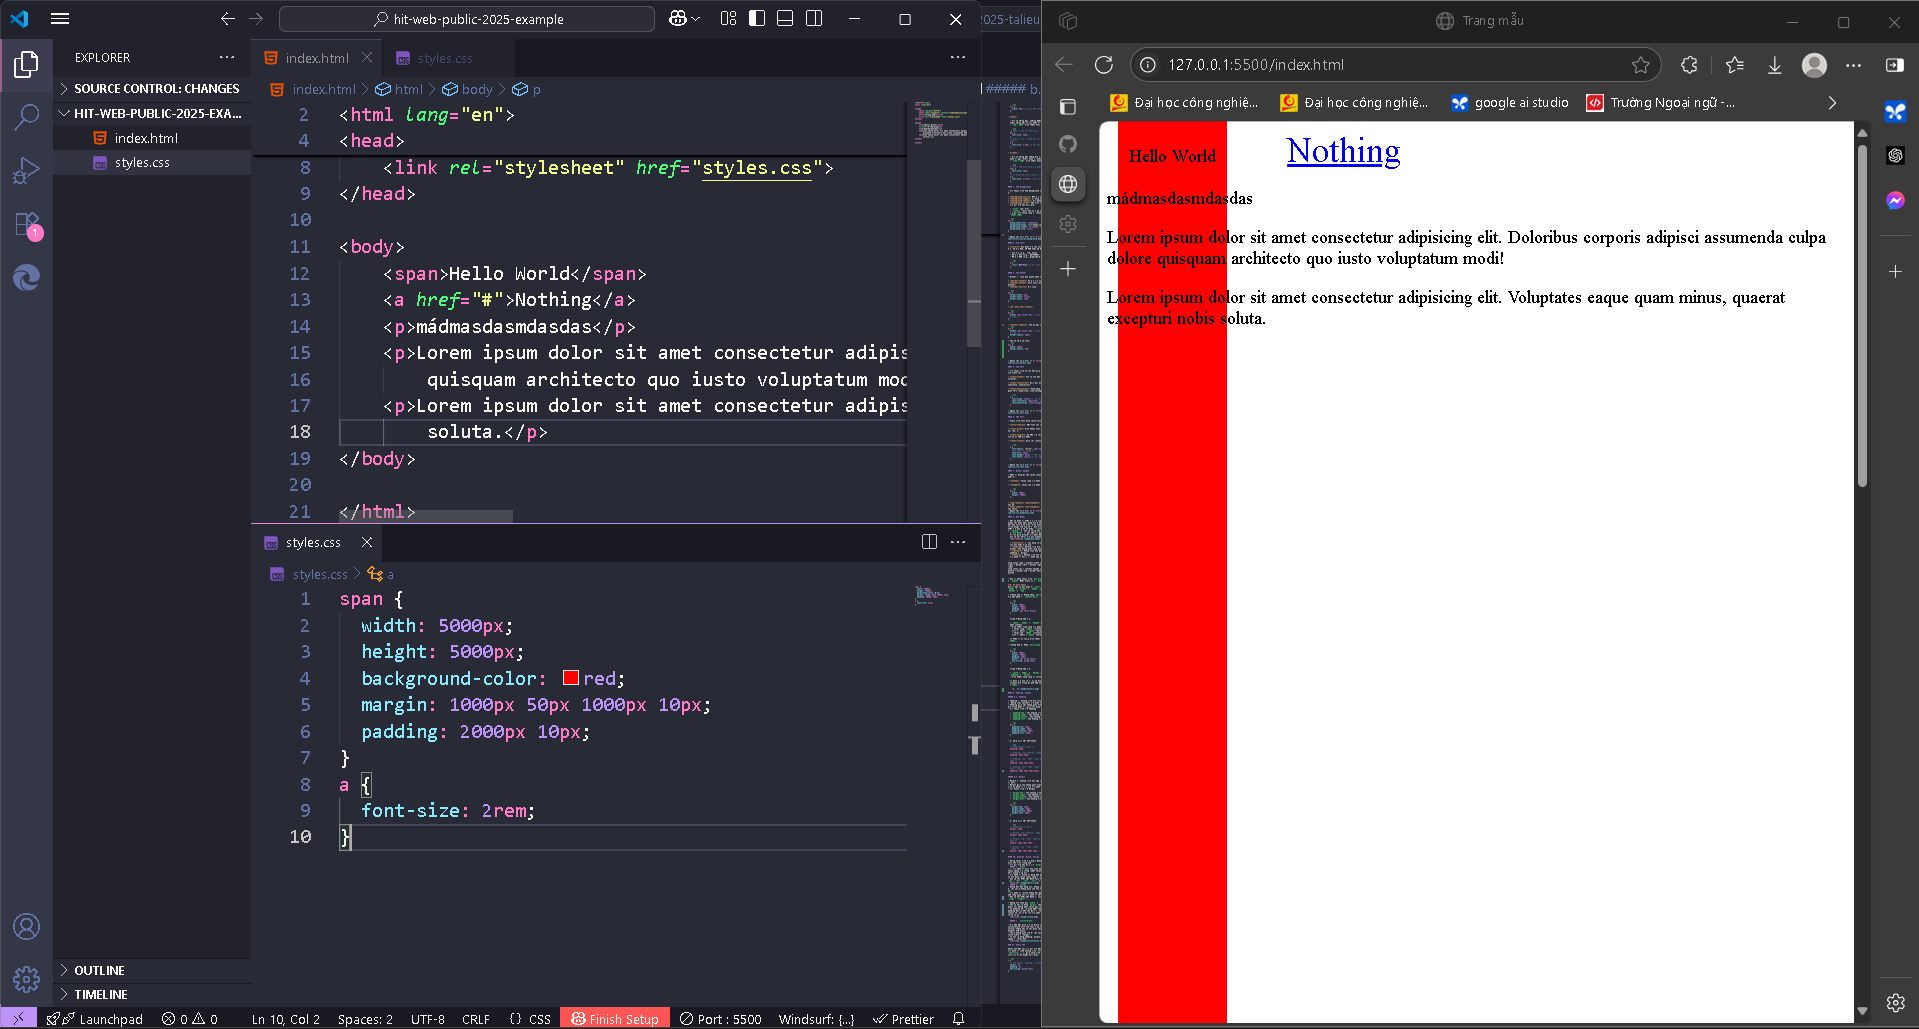 hit-web-public-2025-example
2025-talieu
EXPLORER
SOURCE CONTROL: CHANGES
HIT-WEB-PUBLIC-2025-EXA...
index.html
styles.css
index.html
styles.css
index.html > html > body > p
2 <html lang="en">
4 <head>
8 <link rel="stylesheet" href="styles.css">
9 </head>
10
11 <body>
12 <span>Hello World</span>
13 <a href="#">Nothing</a>
14 <p>mádmasdasmdasdas</p>
15 <p>Lorem ipsum dolor sit amet consectetur adipis
16 quisquam architecto quo iusto voluptatum mod
17 <p>Lorem ipsum dolor sit amet consectetur adipis
18 soluta.</p>
19 </body>
20
21 </html>
styles.css
styles.css > a
1 span {
2 width: 5000px;
3 height: 5000px;
4 background-color: red;
5 margin: 1000px 50px 1000px 10px;
6 padding: 2000px 10px;
7 }
8 a {
9 font-size: 2rem;
10 }
OUTLINE
TIMELINE
1
Launchpad
0 0
Ln 10, Col 2
Spaces: 2
UTF-8
CRLF
{} CSS
Finish Setup
Port : 5500
Windsurf: {...}
Prettier
##### b.
Trang mẫu
127.0.0.1:5500/index.html
Đại học công nghiệ...
Đại học công nghiệ...
google ai studio
Trường Ngoại ngữ -...
Hello World Nothing
mádmasdasmdasdas
Lorem ipsum dolor sit amet consectetur adipisicing elit. Doloribus corporis adipisci assumenda culpa
dolore quisquam architecto quo iusto voluptatum modi!
Lorem ipsum dolor sit amet consectetur adipisicing elit. Voluptates eaque quam minus, quaerat
excepturi nobis soluta.